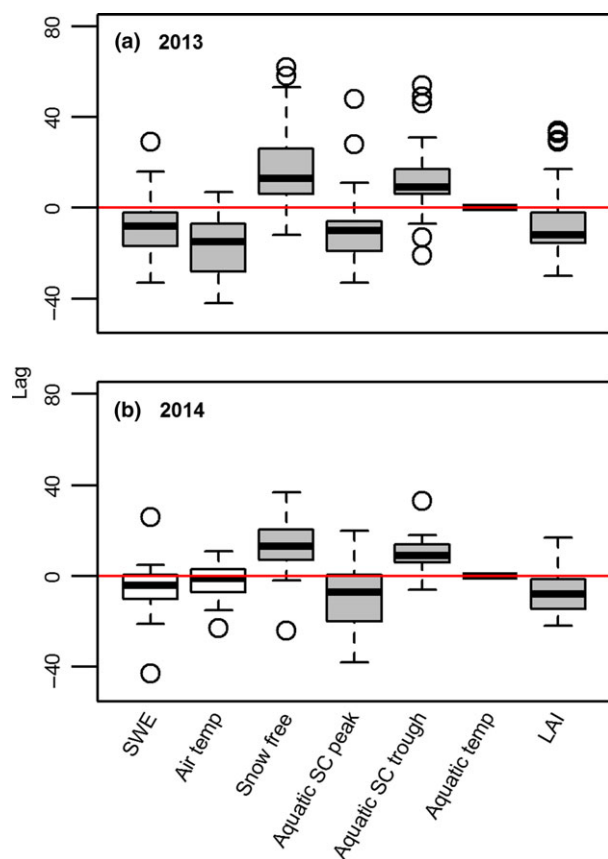 (a) 2013
80
40
0
−40
Lag
(b) 2014
80
40
0
−40
SWE
Air temp
Snow free
Aquatic SC peak
Aquatic SC trough
Aquatic temp
LAI